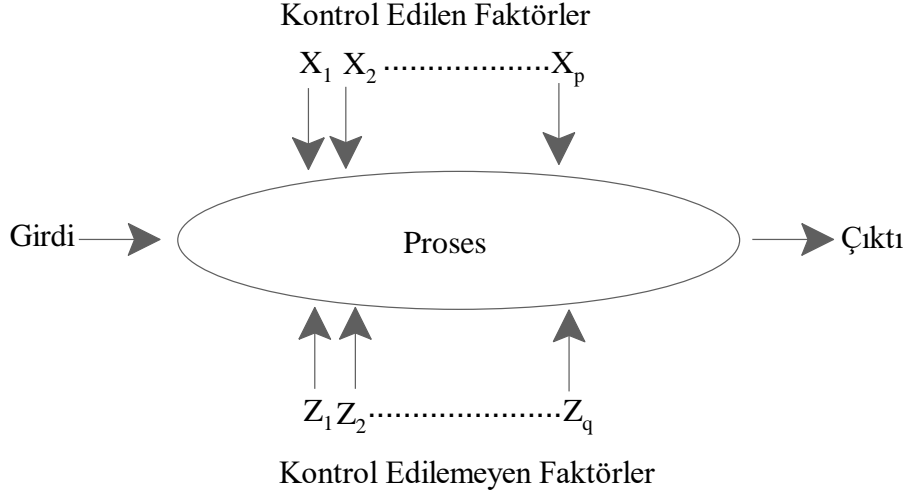 Kontrol Edilen Faktörler
X1 X2 ...................Xp
Girdi Proses Çıktı
Z1 Z2 ......................Zq
Kontrol Edilemeyen Faktörler